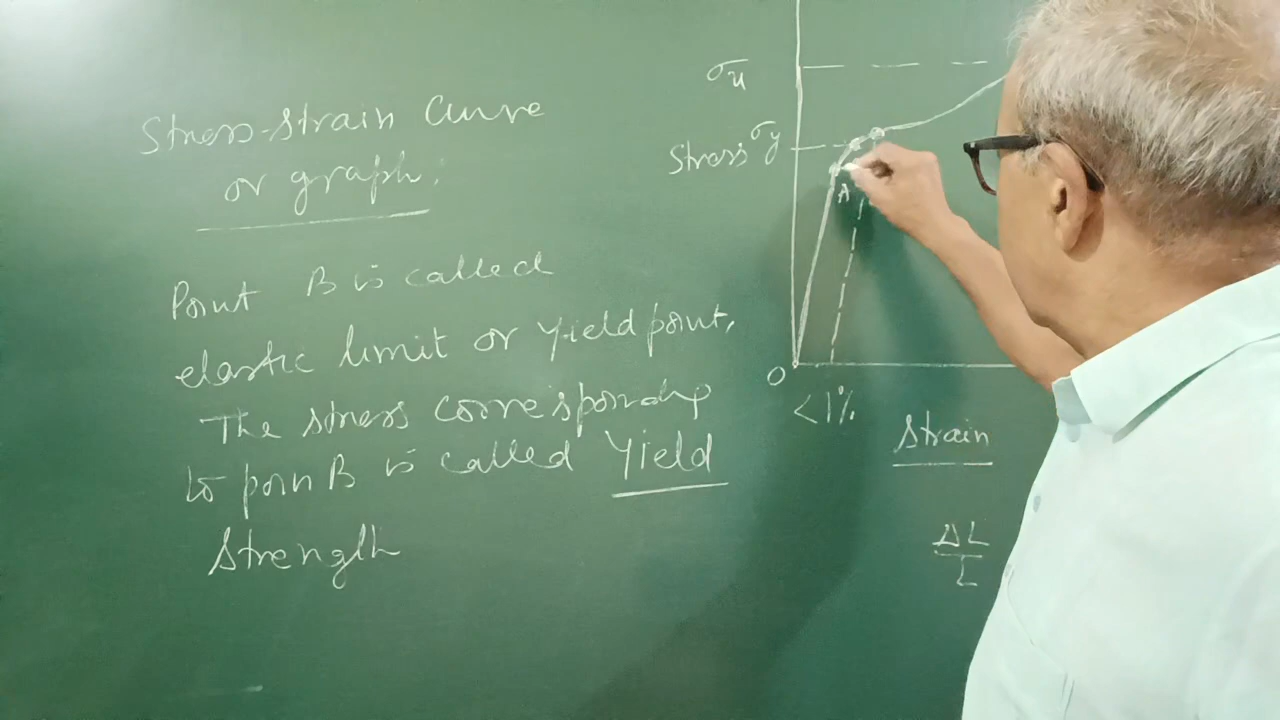 Stress-strain curve
or graph:
Point B is called
elastic limit or yield point,
The stress corresponding
to poin B is called Yield
Strength
σu
Stress σy
A
O
<1%
Strain
ΔL
L